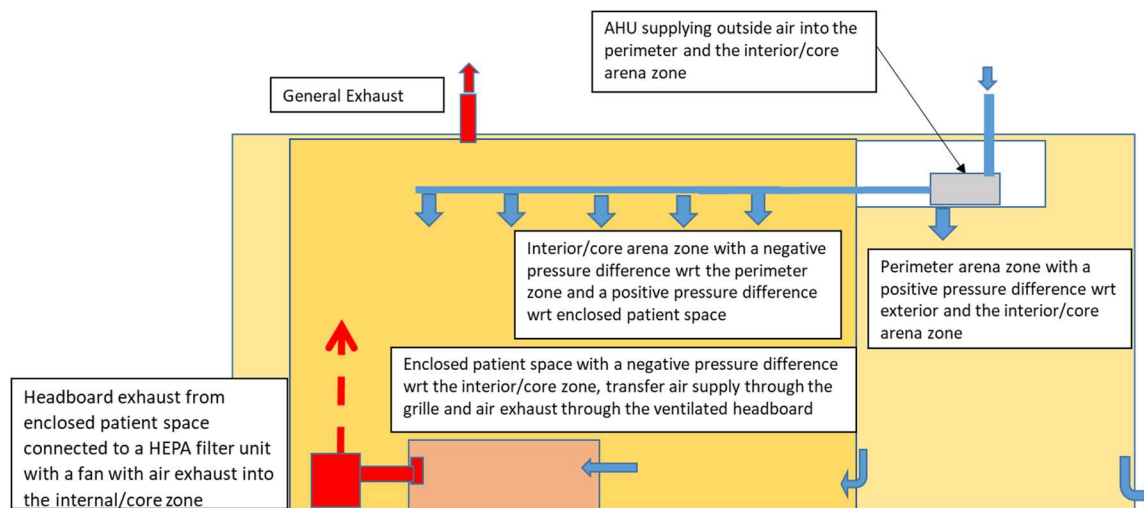 AHU supplying outside air into the
perimeter and the interior/core
arena zone
General Exhaust
Interior/core arena zone with a negative
pressure difference wrt the perimeter
zone and a positive pressure difference
wrt enclosed patient space
Perimeter arena zone with a
positive pressure difference wrt
exterior and the interior/core
arena zone
Enclosed patient space with a negative pressure difference
wrt the interior/core zone, transfer air supply through the
grille and air exhaust through the ventilated headboard
Headboard exhaust from
enclosed patient space
connected to a HEPA filter unit
with a fan with air exhaust into
the internal/core zone